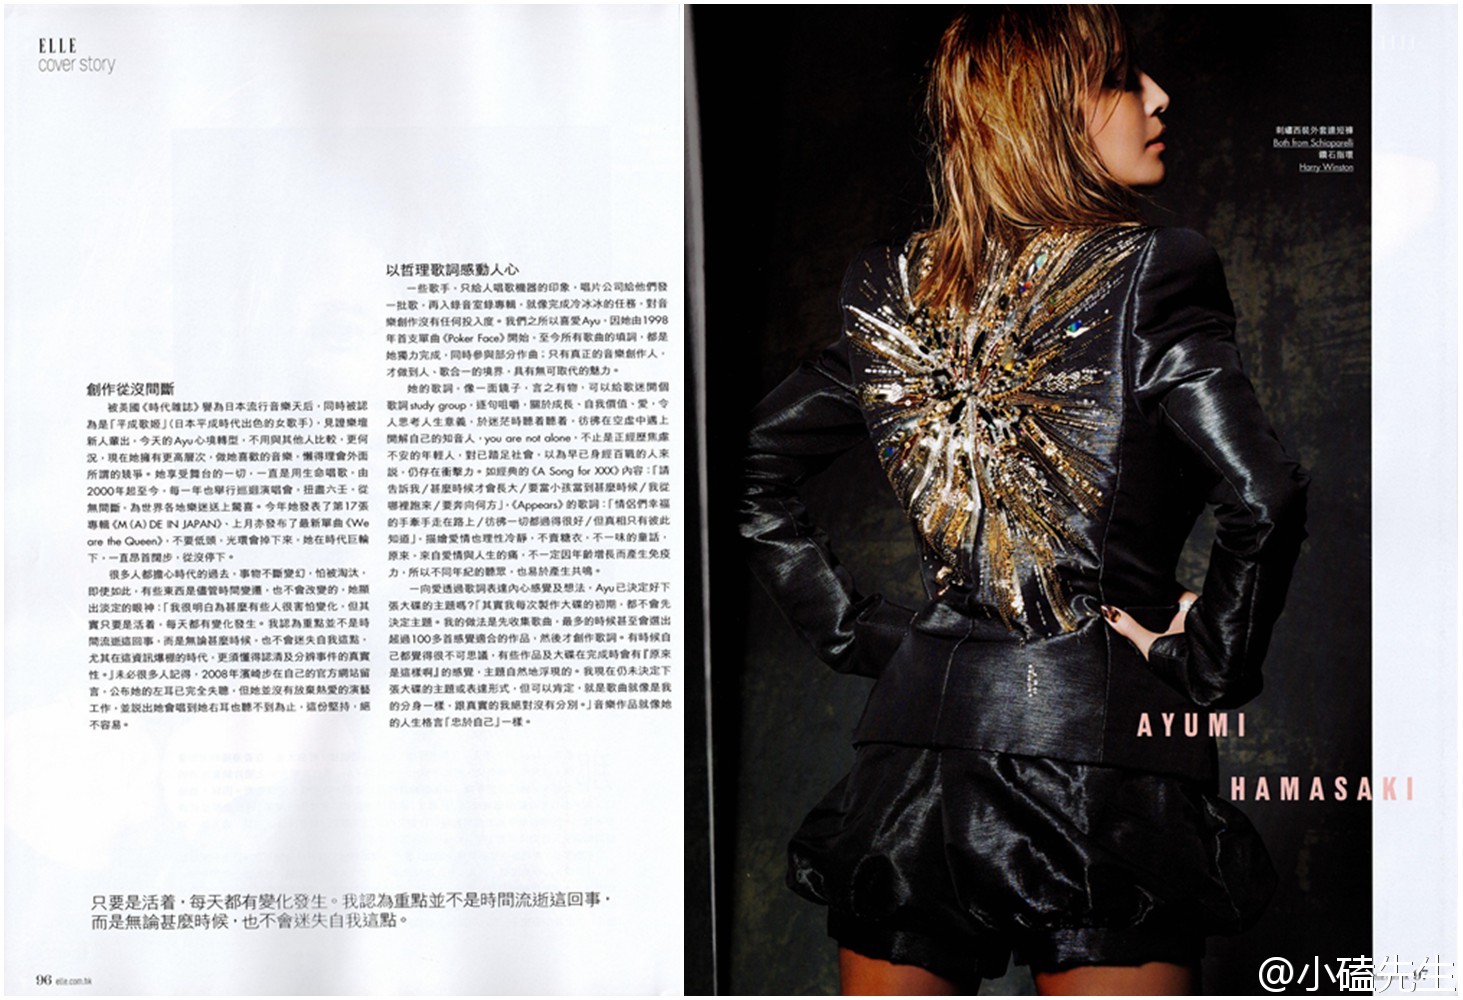 ELLE
cover story
創作從沒間斷
被英國《時代雜誌》譽為日本流行音樂天后，同時被認
為是「平成歌姬」（日本平成時代出色的女歌手），見證樂壇
新人輩出，今天的Ayu心境轉型，不用與其他人比較，更何
況，現在她擁有更高層次，做她喜歡的音樂，懶得理會外面
所謂的競爭。她享受舞台的一切，一直是用生命唱歌，由
2000年起至今，每一年也舉行巡迴演唱會，扭盡六壬，從
無間斷，為世界各地樂迷送上驚喜。今年她發表了第17張
專輯《M(A)DE IN JAPAN》，上月亦發布了最新單曲《We
are the Queen》，不要低頭，光環會掉下來，她在時代巨輪
下，一直昂首闊步，從沒停下。
很多人都擔心時代的過去，事物不斷變幻，怕被淘汰，
即使如此，有些東西是儘管時間變遷，也不會改變的，她顯
出淡定的眼神：「我很明白為甚麼有些人很害怕變化，但其
實只要是活着，每天都有變化發生。我認為重點並不是時
間流逝這回事，而是無論甚麼時候，也不會迷失自我這點，
尤其在這資訊爆棚的時代，更須懂得認清及分辨事件的真實
性。」未必很多人記得，2008年濱崎步在自己的官方網站留
言，公布她的左耳已完全失聰，但她並沒有放棄熱愛的演藝
工作，並説出她會唱到她右耳也聽不到為止，這份堅持，絕
不容易。
以哲理歌詞感動人心
一些歌手，只給人唱歌機器的印象，唱片公司給他們發
一批歌，再入錄音室錄專輯，就像完成冷冰冰的任務，對音
樂創作沒有任何投入度。我們之所以喜愛Ayu，因她由1998
年首支單曲《Poker Face》開始，至今所有歌曲的填詞，都是
她獨力完成，同時參與部分作曲；只有真正的音樂創作人，
才做到人、歌合一的境界，具有無可取代的魅力。
她的歌詞，像一面鏡子，言之有物，可以給歌迷開個
歌詞study group，逐句咀嚼，關於成長、自我價值、愛，令
人思考人生意義，於迷茫時聽着聽着，彷彿在空虛中遇上
開解自己的知音人，you are not alone，不止是正經歷焦慮
不安的年輕人，對已踏足社會，以為早已身經百戰的人來
説，仍存在衝擊力。如經典的《A Song for XXX》內容：「請
告訴我/甚麼時候才會長大/要當小孩當到甚麼時候/我從
哪裡跑來/要奔向何方」，《Appears》的歌詞：「情侶們幸福
的手牽手走在路上/彷彿一切都過得很好/但真相只有彼此
知道」，描繪愛情也理性冷靜，不賣糖衣，不一味的童話，
原來，來自愛情與人生的痛，不一定因年齡增長而產生免疫
力，所以不同年紀的聽眾，也易於產生共鳴。
一向愛透過歌詞表達內心感覺及想法，Ayu已決定好下
張大碟的主題嗎？「其實我每次製作大碟的初期，都不會先
決定主題。我的做法是先收集歌曲，最多的時候甚至會選出
超過100多首感覺適合的作品，然後才創作歌詞。有時候自
己都覺得很不可思議，有些作品及大碟在完成時會有『原來
是這樣啊』的感覺，主題自然地浮現的。我現在仍未決定下
張大碟的主題或表達形式，但可以肯定，就是歌曲就像是我
的分身一樣，跟真實的我絕對沒有分別。」音樂作品就像她
的人生格言「忠於自己」一樣。
只要是活着，每天都有變化發生。我認為重點並不是時間流逝這回事，
而是無論甚麼時候，也不會迷失自我這點。
96 elle.com.hk
ELLE
刺繡西裝外套連短褲
Both from Schiaparelli
鑽石指環
Harry Winston
AYUMI
HAMASAKI
97
@小磕先生